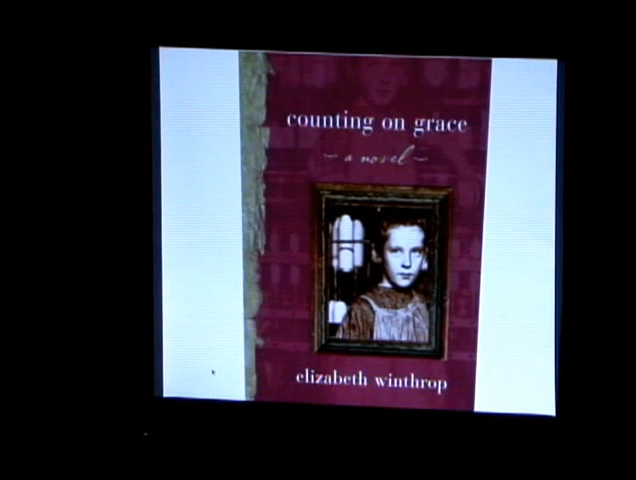 counting on grace
a novel
elizabeth winthrop